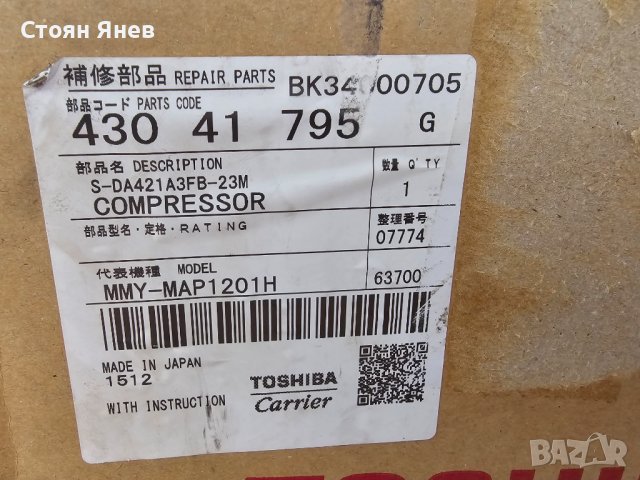 Стоян Янев
補修部品 REPAIR PARTS
部品コード PARTS CODE
430 41 795 G
部品名 DESCRIPTION
数量 Q'TY
S-DA421A3FB-23M
COMPRESSOR
1
部品型名・定格・RATING
整理番号
07774
代表機種 MODEL
MMY-MAP1201H
63700
MADE IN JAPAN
1512
WITH INSTRUCTION
TOSHIBA
Carrier
BAZAR